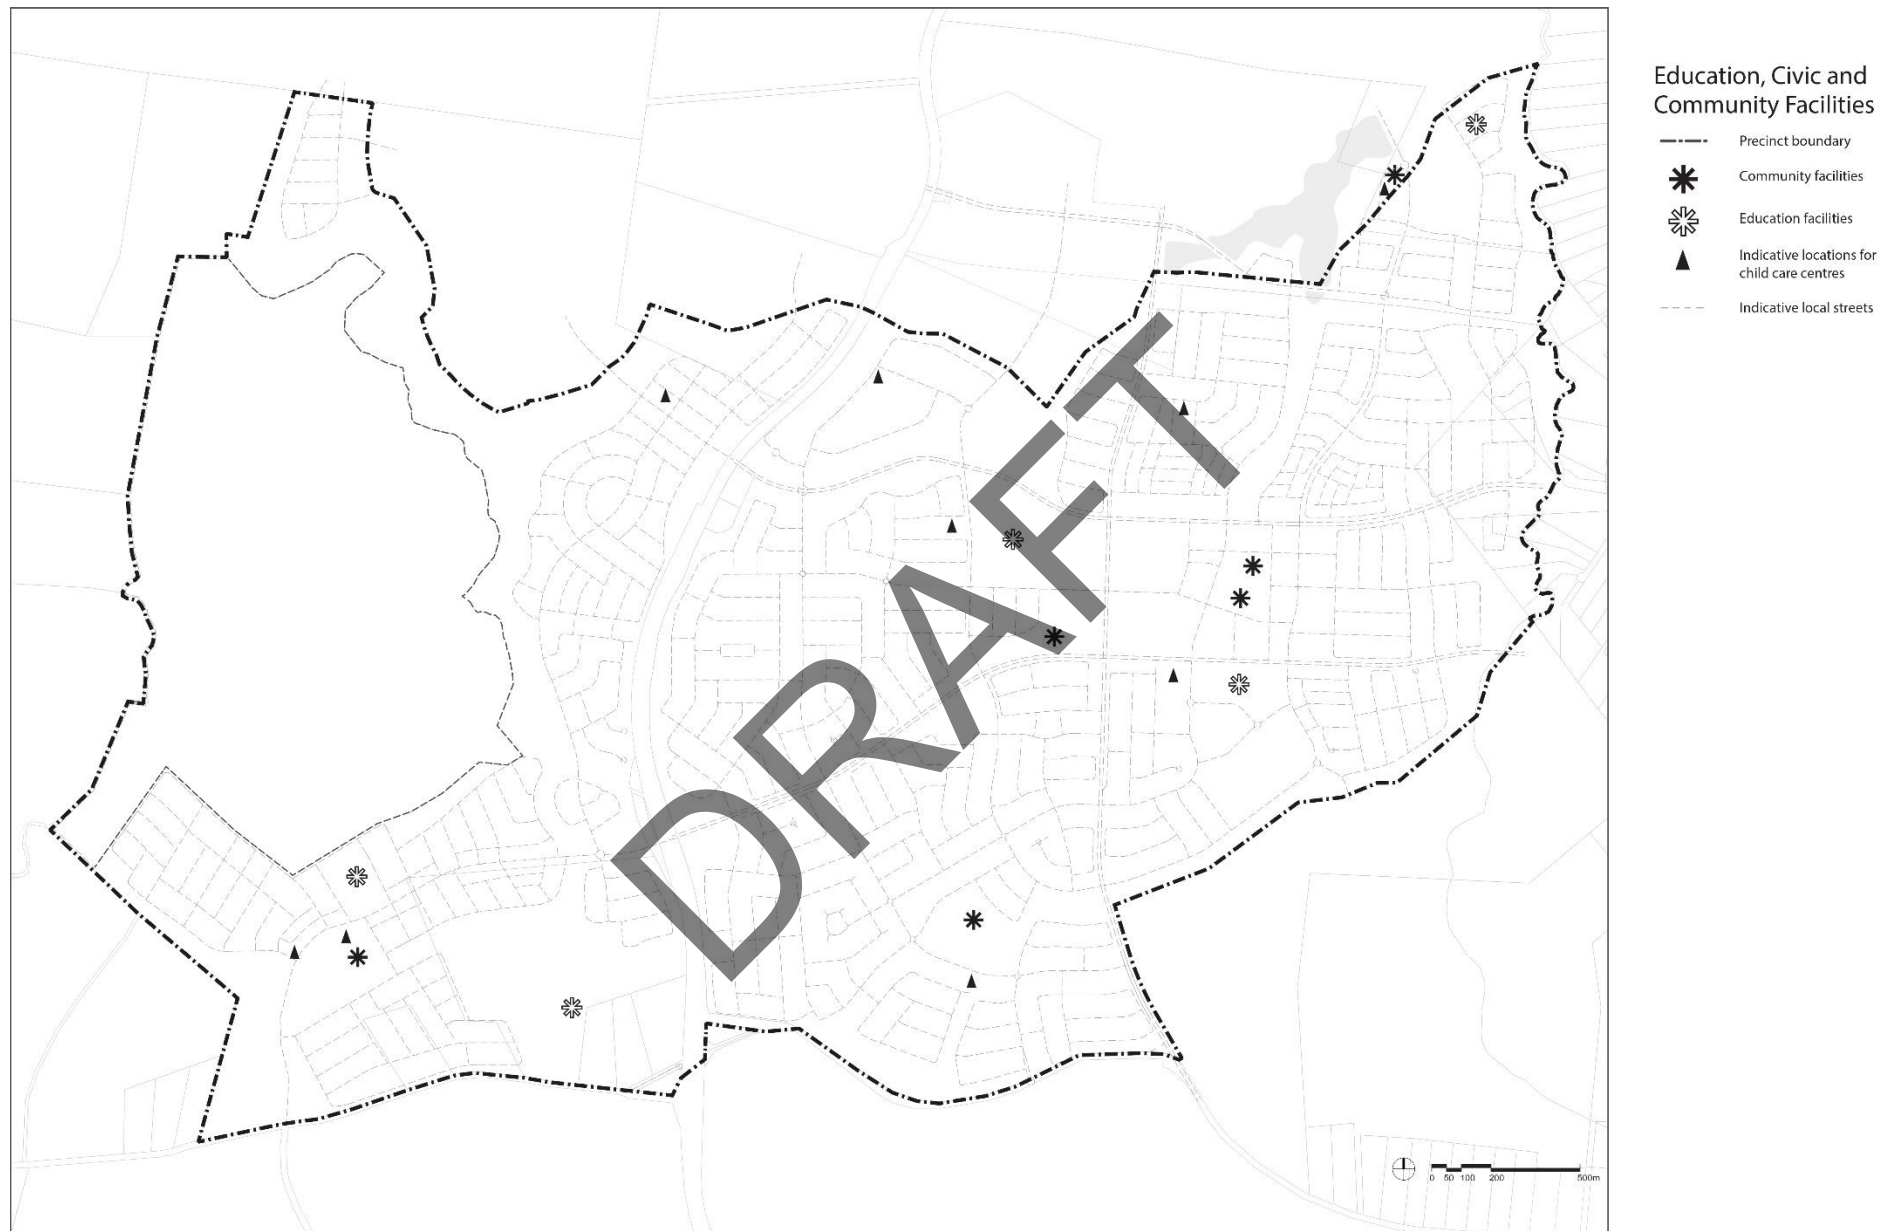 Education, Civic and
Community Facilities
Precinct boundary
Community facilities
Education facilities
Indicative locations for
child care centres
Indicative local streets
DRAFT
0 50 100 200 500m